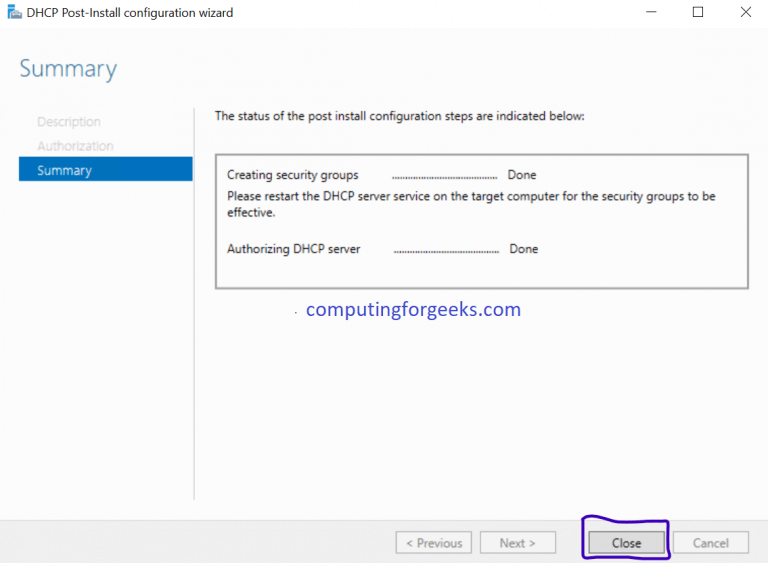 DHCP Post-Install configuration wizard
Summary
Description
Authorization
Summary
The status of the post install configuration steps are indicated below:
Creating security groups ........................................ Done
Please restart the DHCP server service on the target computer for the security groups to be
effective.
Authorizing DHCP server ........................................ Done
computingforgeeks.com
< Previous Next > Close Cancel